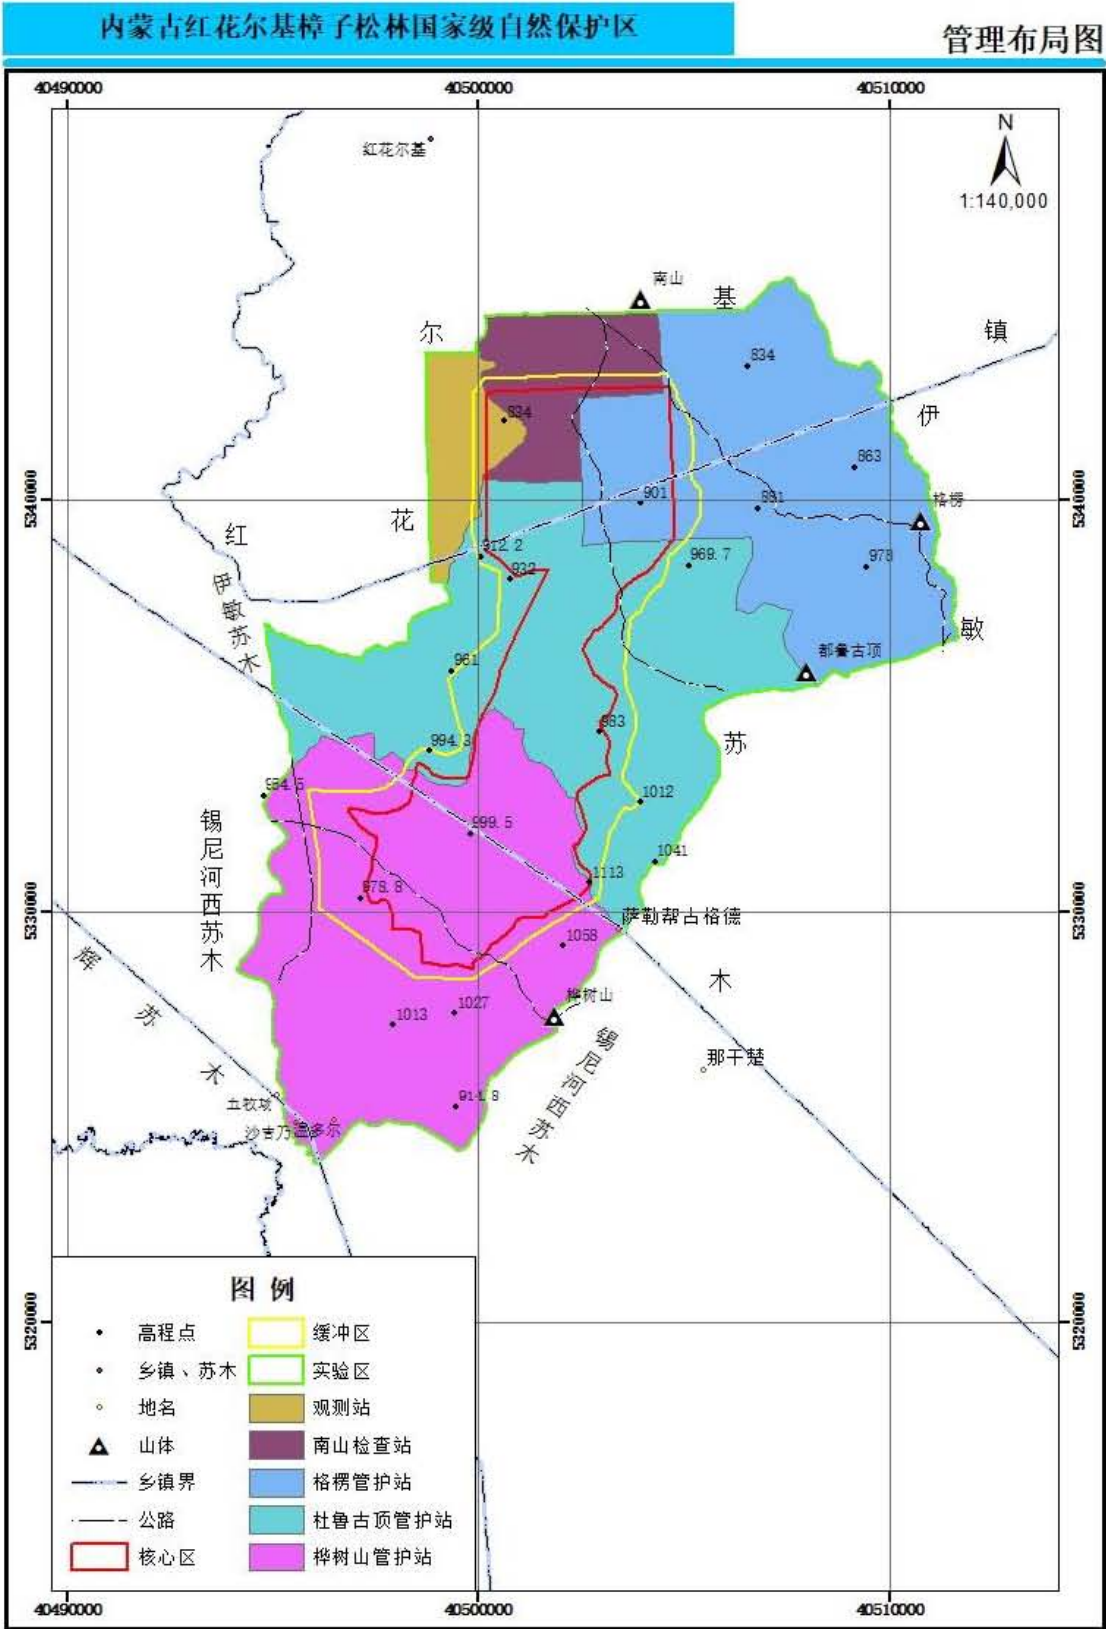 内蒙古红花尔基樟子松林国家级自然保护区
管理布局图
40490000
40500000
40510000
N
1:140,000
红花尔基
南山
基
尔
镇
834
伊
834
863
5340000
901
881
格楞
5340000
花
红
912.2
969.7
978
932
伊敏苏木
敏
都鲁古顶
961
983
苏
994.3
954.5
1012
锡尼河西苏木
999.5
1041
1113
978.8
5330000
萨勒帮古格德
5330000
1058
辉苏木
木
桦树山
1027
1013
锡尼河西苏木
那干楚
914.8
五牧场
沙吉乃温多尔
图例
5320000
高程点
缓冲区
5320000
乡镇、苏木
实验区
地名
观测站
山体
南山检查站
乡镇界
格楞管护站
公路
杜鲁古顶管护站
核心区
桦树山管护站
40490000
40500000
40510000